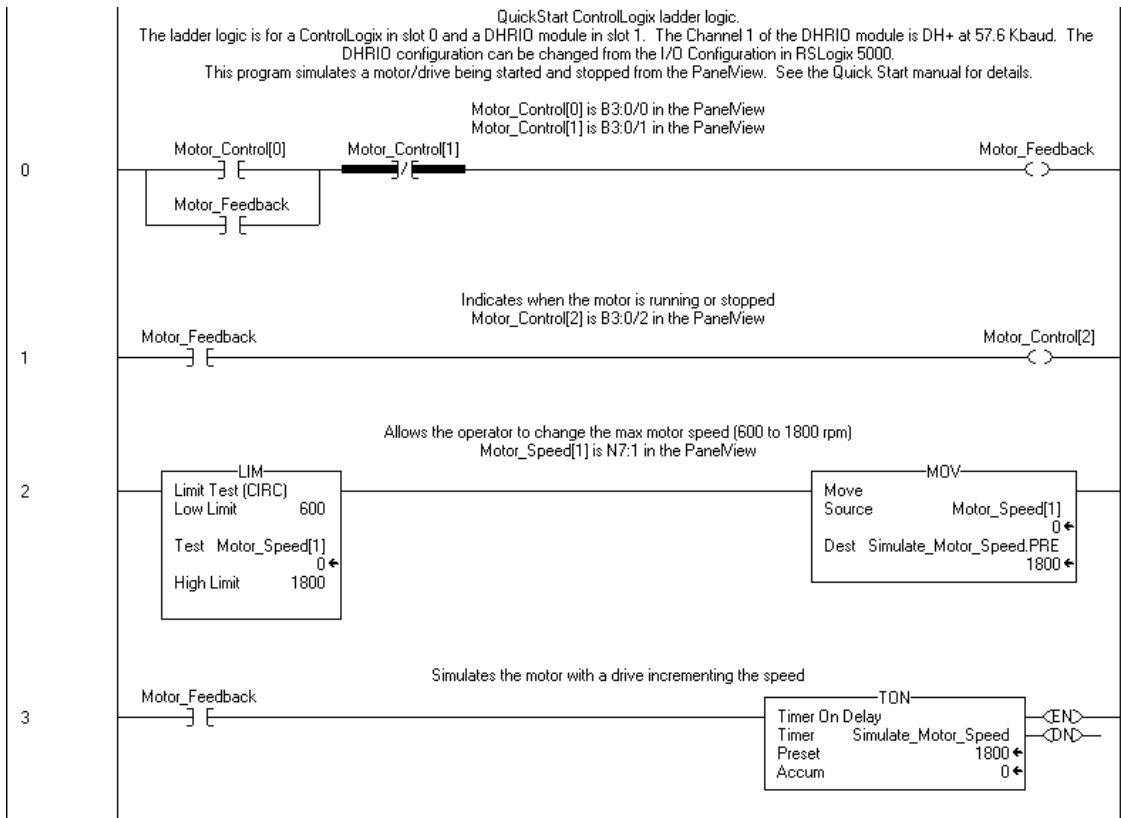 QuickStart ControlLogix ladder logic.
The ladder logic is for a ControlLogix in slot 0 and a DHRIO module in slot 1. The Channel 1 of the DHRIO module is DH+ at 57.6 Kbaud. The
DHRIO configuration can be changed from the I/O Configuration in RSLogix 5000.
This program simulates a motor/drive being started and stopped from the PanelView. See the Quick Start manual for details.
Motor_Control[0] is B3:0/0 in the PanelView
Motor_Control[1] is B3:0/1 in the PanelView
Motor_Control[0] Motor_Control[1] Motor_Feedback
0
Motor_Feedback
Indicates when the motor is running or stopped
Motor_Control[2] is B3:0/2 in the PanelView
Motor_Feedback Motor_Control[2]
1
Allows the operator to change the max motor speed (600 to 1800 rpm)
Motor_Speed[1] is N7:1 in the PanelView
LIM MOV
2
Limit Test (CIRC)
Low Limit 600
Test Motor_Speed[1]
0
High Limit 1800
Move
Source Motor_Speed[1]
0
Dest Simulate_Motor_Speed.PRE
1800
Simulates the motor with a drive incrementing the speed
Motor_Feedback
3
TON
Timer On Delay
Timer Simulate_Motor_Speed
Preset 1800
Accum 0
EN
DN